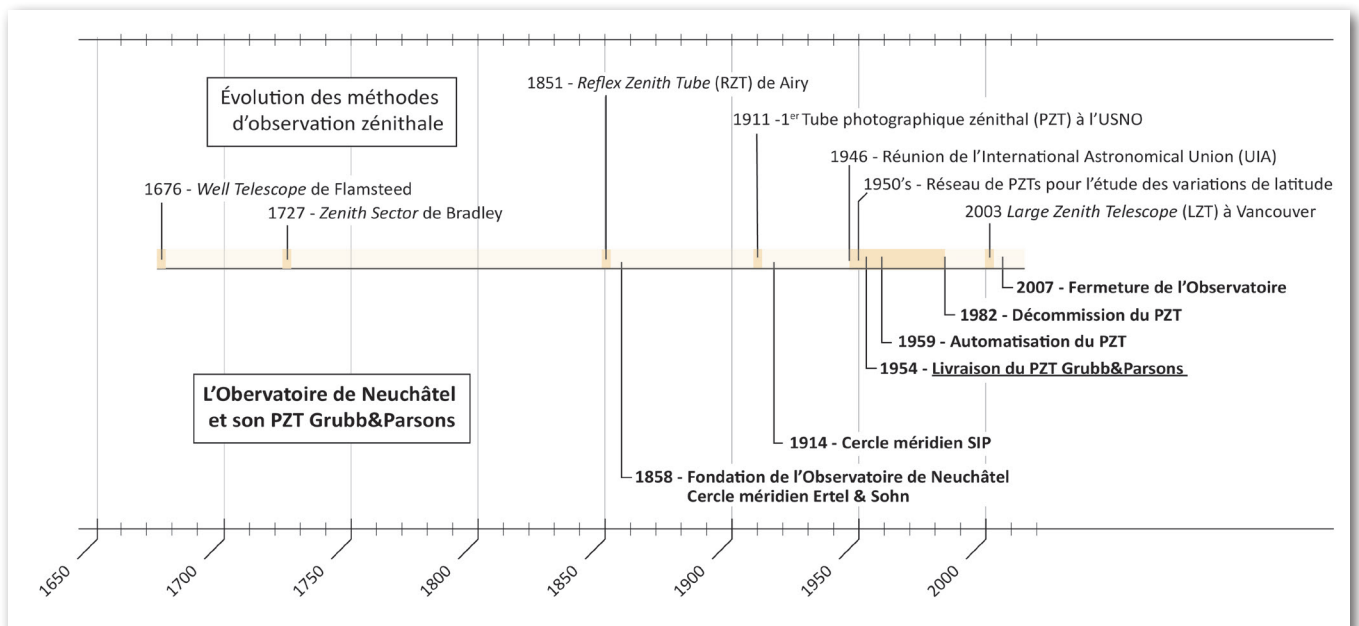 Évolution des méthodes
d'observation zénithale
1851 - Reflex Zenith Tube (RZT) de Airy
1911 -1er Tube photographique zénithal (PZT) à l'USNO
1946 - Réunion de l'International Astronomical Union (UIA)
1676 - Well Telescope de Flamsteed
1950's - Réseau de PZTs pour l'étude des variations de latitude
1727 - Zenith Sector de Bradley
2003 Large Zenith Telescope (LZT) à Vancouver
2007 - Fermeture de l'Observatoire
1982 - Décommission du PZT
1959 - Automatisation du PZT
1954 - Livraison du PZT Grubb&Parsons
L'Obervatoire de Neuchâtel
et son PZT Grubb&Parsons
1914 - Cercle méridien SIP
1858 - Fondation de l'Observatoire de Neuchâtel
Cercle méridien Ertel & Sohn
1650
1700
1750
1800
1850
1900
1950
2000